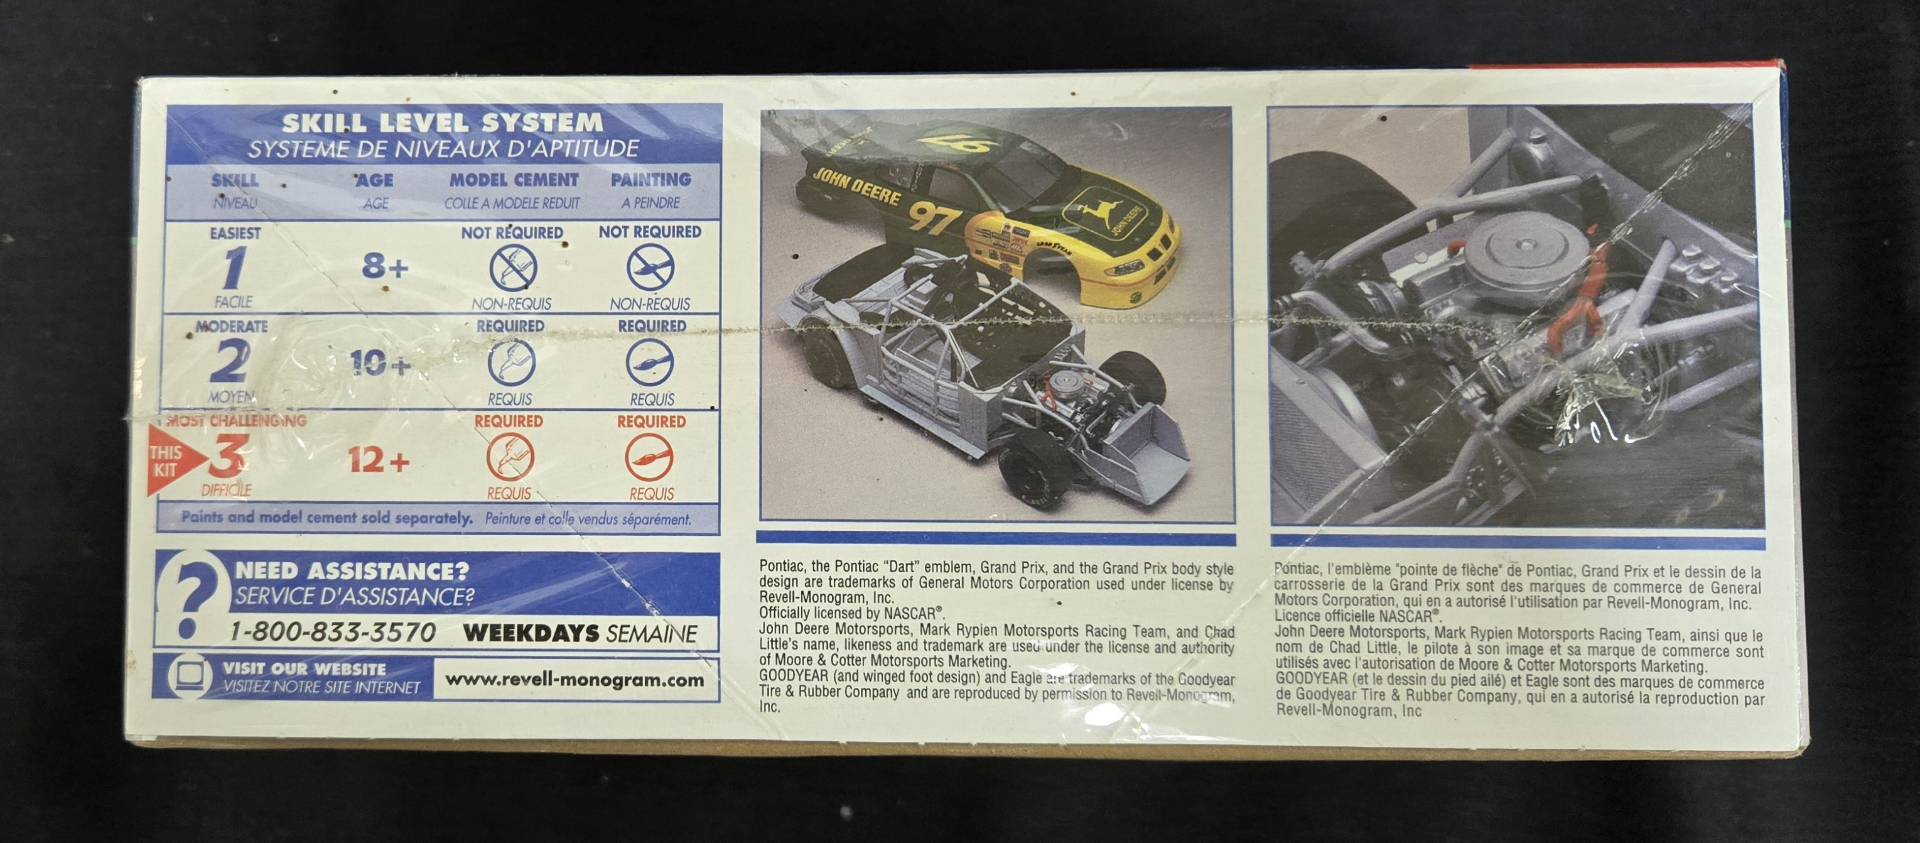 SKILL LEVEL SYSTEM
SYSTEME DE NIVEAUX D'APTITUDE
SKILL AGE MODEL CEMENT PAINTING
NIVEAU AGE COLLE A MODELE REDUIT A PEINDRE
EASIEST NOT REQUIRED NOT REQUIRED
1 8+
FACILE NON-REQUIS NON-REQUIS
MODERATE REQUIRED REQUIRED
2 10+
MOYEN REQUIS REQUIS
MOST CHALLENGING REQUIRED REQUIRED
THIS KIT 3 12+
DIFFICILE REQUIS REQUIS
Paints and model cement sold separately. Peinture et colle vendus séparément.
NEED ASSISTANCE?
SERVICE D'ASSISTANCE?
1-800-833-3570 WEEKDAYS SEMAINE
VISIT OUR WEBSITE
VISITEZ NOTRE SITE INTERNET
www.revell-monogram.com
97
JOHN DEERE
97
JOHN DEERE
GOODYEAR
Pontiac, the Pontiac "Dart" emblem, Grand Prix, and the Grand Prix body style
design are trademarks of General Motors Corporation used under license by
Revell-Monogram, Inc.
Officially licensed by NASCAR®.
John Deere Motorsports, Mark Rypien Motorsports Racing Team, and Chad
Little's name, likeness and trademark are used under the license and authority
of Moore & Cotter Motorsports Marketing.
GOODYEAR (and winged foot design) and Eagle are trademarks of the Goodyear
Tire & Rubber Company and are reproduced by permission to Revell-Monogram,
Inc.
Pontiac, l'emblème "pointe de flèche" de Pontiac, Grand Prix et le dessin de la
carrosserie de la Grand Prix sont des marques de commerce de General
Motors Corporation, qui en a autorisé l'utilisation par Revell-Monogram, Inc.
Licence officielle NASCAR®.
John Deere Motorsports, Mark Rypien Motorsports Racing Team, ainsi que le
nom de Chad Little, le pilote à son image et sa marque de commerce sont
utilisés avec l'autorisation de Moore & Cotter Motorsports Marketing.
GOODYEAR (et le dessin du pied ailé) et Eagle sont des marques de commerce
de Goodyear Tire & Rubber Company, qui en a autorisé la reproduction par
Revell-Monogram, Inc